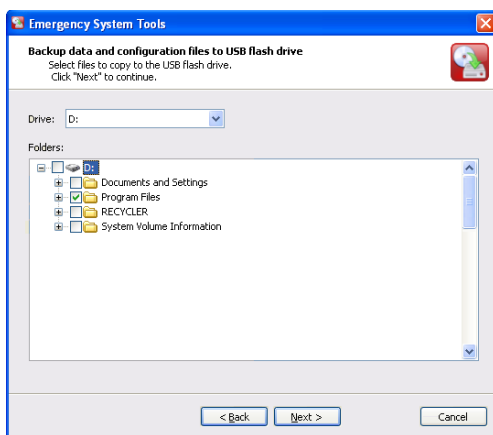 Emergency System Tools
Backup data and configuration files to USB flash drive
Select files to copy to the USB flash drive.
Click "Next" to continue.
Drive: D:
Folders:
D:
Documents and Settings
Program Files
RECYCLER
System Volume Information
< Back Next > Cancel